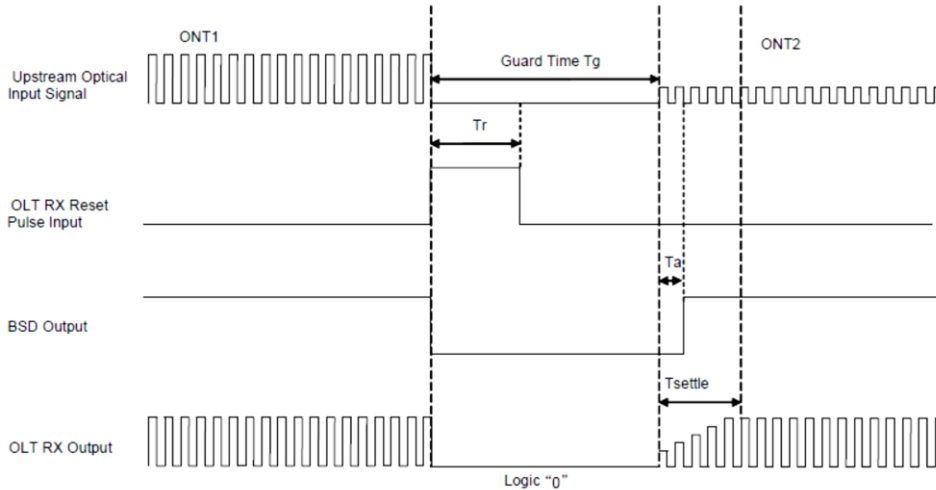 ONT1
ONT2
Guard Time Tg
Upstream Optical
Input Signal
Tr
OLT RX Reset
Pulse Input
Ta
BSD Output
Tsettle
OLT RX Output
Logic “0”